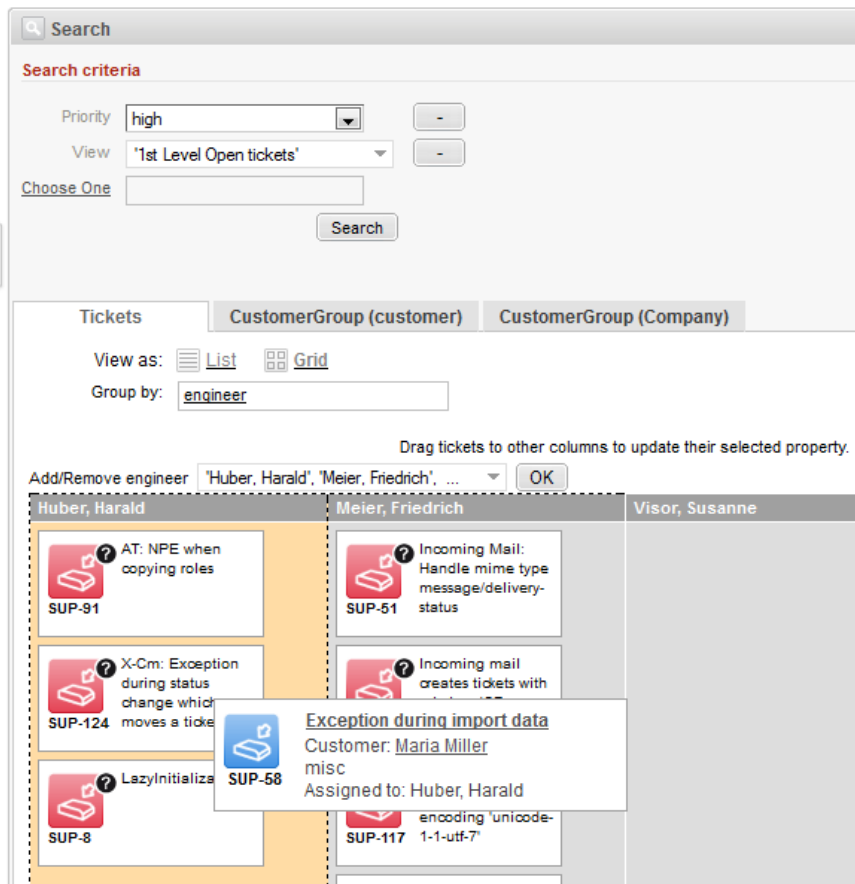 Search
Search criteria
Priority high -
View '1st Level Open tickets' -
Choose One
Search
Tickets CustomerGroup (customer) CustomerGroup (Company)
View as: List Grid
Group by: engineer
Drag tickets to other columns to update their selected property.
Add/Remove engineer 'Huber, Harald', 'Meier, Friedrich', ... OK
Huber, Harald Meier, Friedrich Visor, Susanne
? AT: NPE when
copying roles
SUP-91
? Incoming Mail:
Handle mime type
message/delivery-
status
SUP-51
? X-Cm: Exception
during status
change which
moves a ticke
SUP-124
? Incoming mail
creates tickets with
Exception during import data
Customer: Maria Miller
misc
Assigned to: Huber, Harald
SUP-58
? LazyInitializa
SUP-8
encoding 'unicode-
1-1-utf-7'
SUP-117